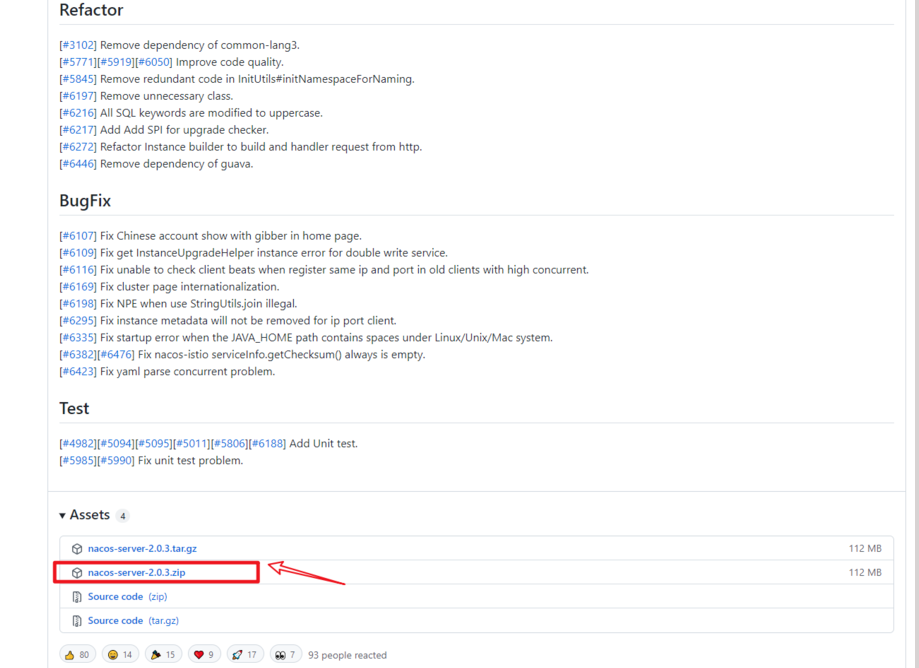 Refactor
[#3102] Remove dependency of common-lang3.
[#5771][#5919][#6050] Improve code quality.
[#5845] Remove redundant code in InitUtils#initNamespaceForNaming.
[#6197] Remove unnecessary class.
[#6216] All SQL keywords are modified to uppercase.
[#6217] Add Add SPI for upgrade checker.
[#6272] Refactor Instance builder to build and handler request from http.
[#6446] Remove dependency of guava.
BugFix
[#6107] Fix Chinese account show with gibber in home page.
[#6109] Fix get InstanceUpgradeHelper instance error for double write service.
[#6116] Fix unable to check client beats when register same ip and port in old clients with high concurrent.
[#6169] Fix cluster page internationalization.
[#6198] Fix NPE when use StringUtils.join illegal.
[#6295] Fix instance metadata will not be removed for ip port client.
[#6335] Fix startup error when the JAVA_HOME path contains spaces under Linux/Unix/Mac system.
[#6382][#6476] Fix nacos-istio serviceInfo.getChecksum() always is empty.
[#6423] Fix yaml parse concurrent problem.
Test
[#4982][#5094][#5095][#5011][#5806][#6188] Add Unit test.
[#5985][#5990] Fix unit test problem.
Assets 4
nacos-server-2.0.3.tar.gz 112 MB
nacos-server-2.0.3.zip 112 MB
Source code (zip)
Source code (tar.gz)
80 14 15 9 17 7 93 people reacted